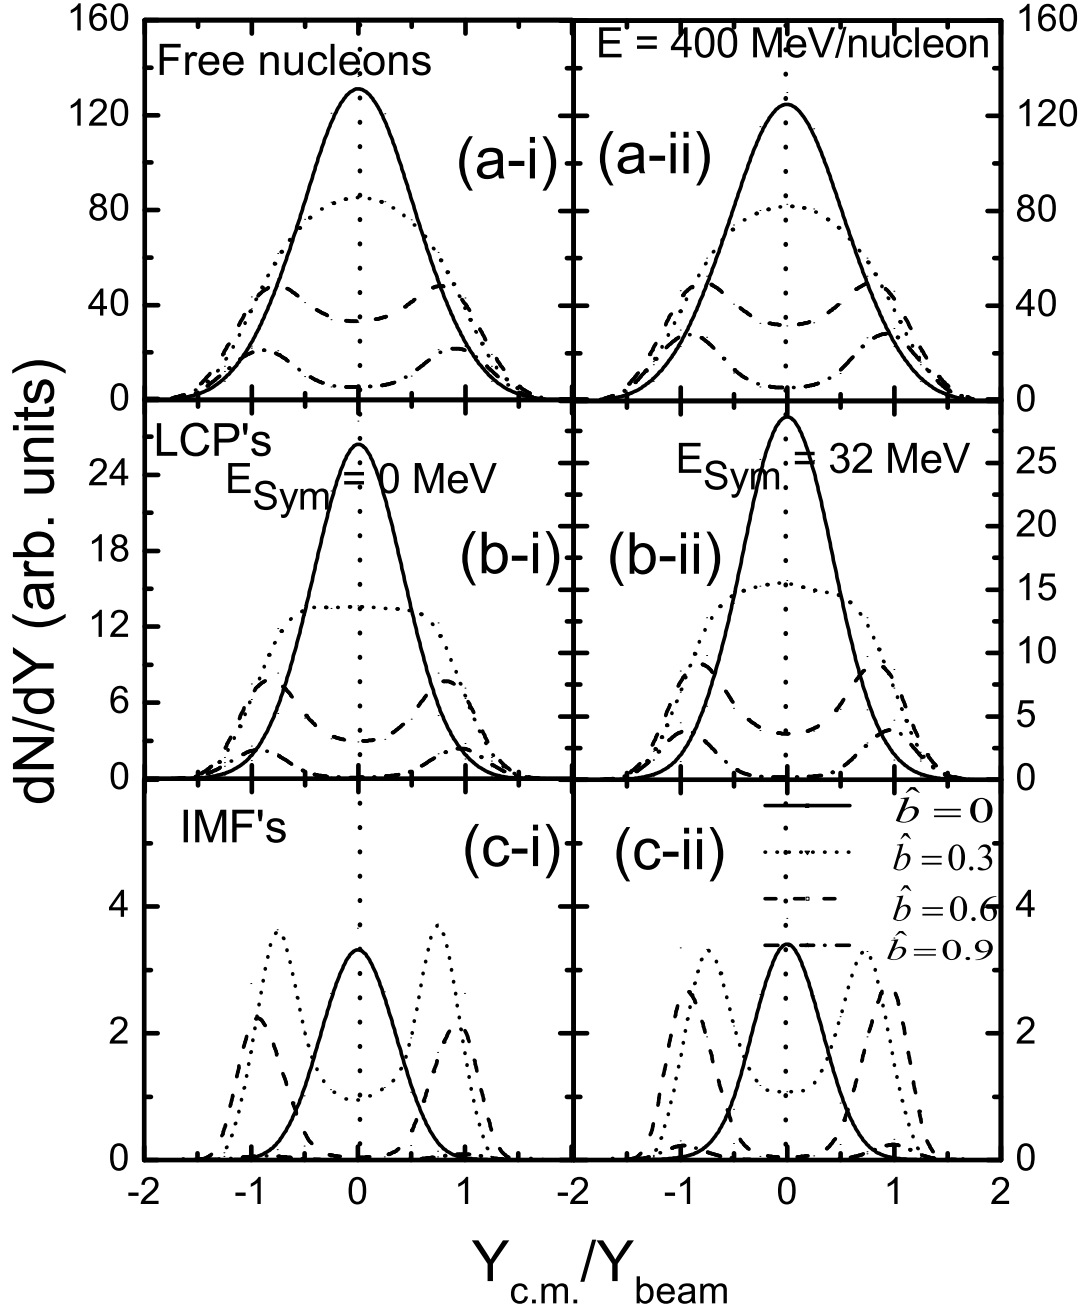 160
120
80
40
0
Free nucleons
(a-i)
E = 400 MeV/nucleon
(a-ii)
160
120
80
40
0
dN/dY (arb. units)
24
18
12
6
0
LCP's
E_Sym = 0 MeV
(b-i)
E_Sym = 32 MeV
(b-ii)
25
20
15
10
5
0
4
2
0
IMF's
(c-i)
(c-ii)
b̂=0
b̂=0.3
b̂=0.6
b̂=0.9
4
2
0
-2 -1 0 1 -2 -1 0 1 2
Y_c.m./Y_beam